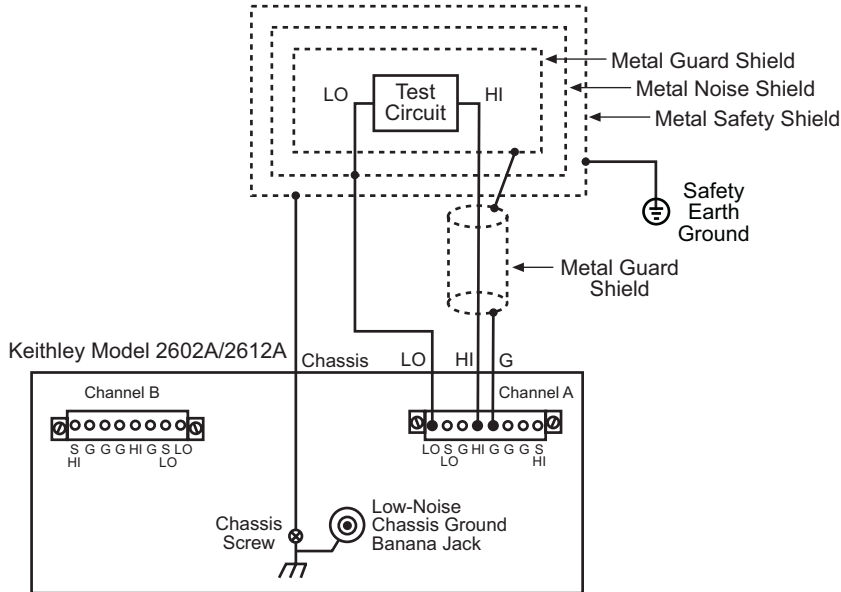 Metal Guard Shield
Metal Noise Shield
Metal Safety Shield
LO
Test
Circuit
HI
Safety
Earth
Ground
Metal Guard
Shield
Keithley Model 2602A/2612A
Chassis
LO
HI
G
Channel B
Channel A
S G G G HI G S LO
HI LO
LO S G HI G G G S
LO HI
Chassis
Screw
Low-Noise
Chassis Ground
Banana Jack